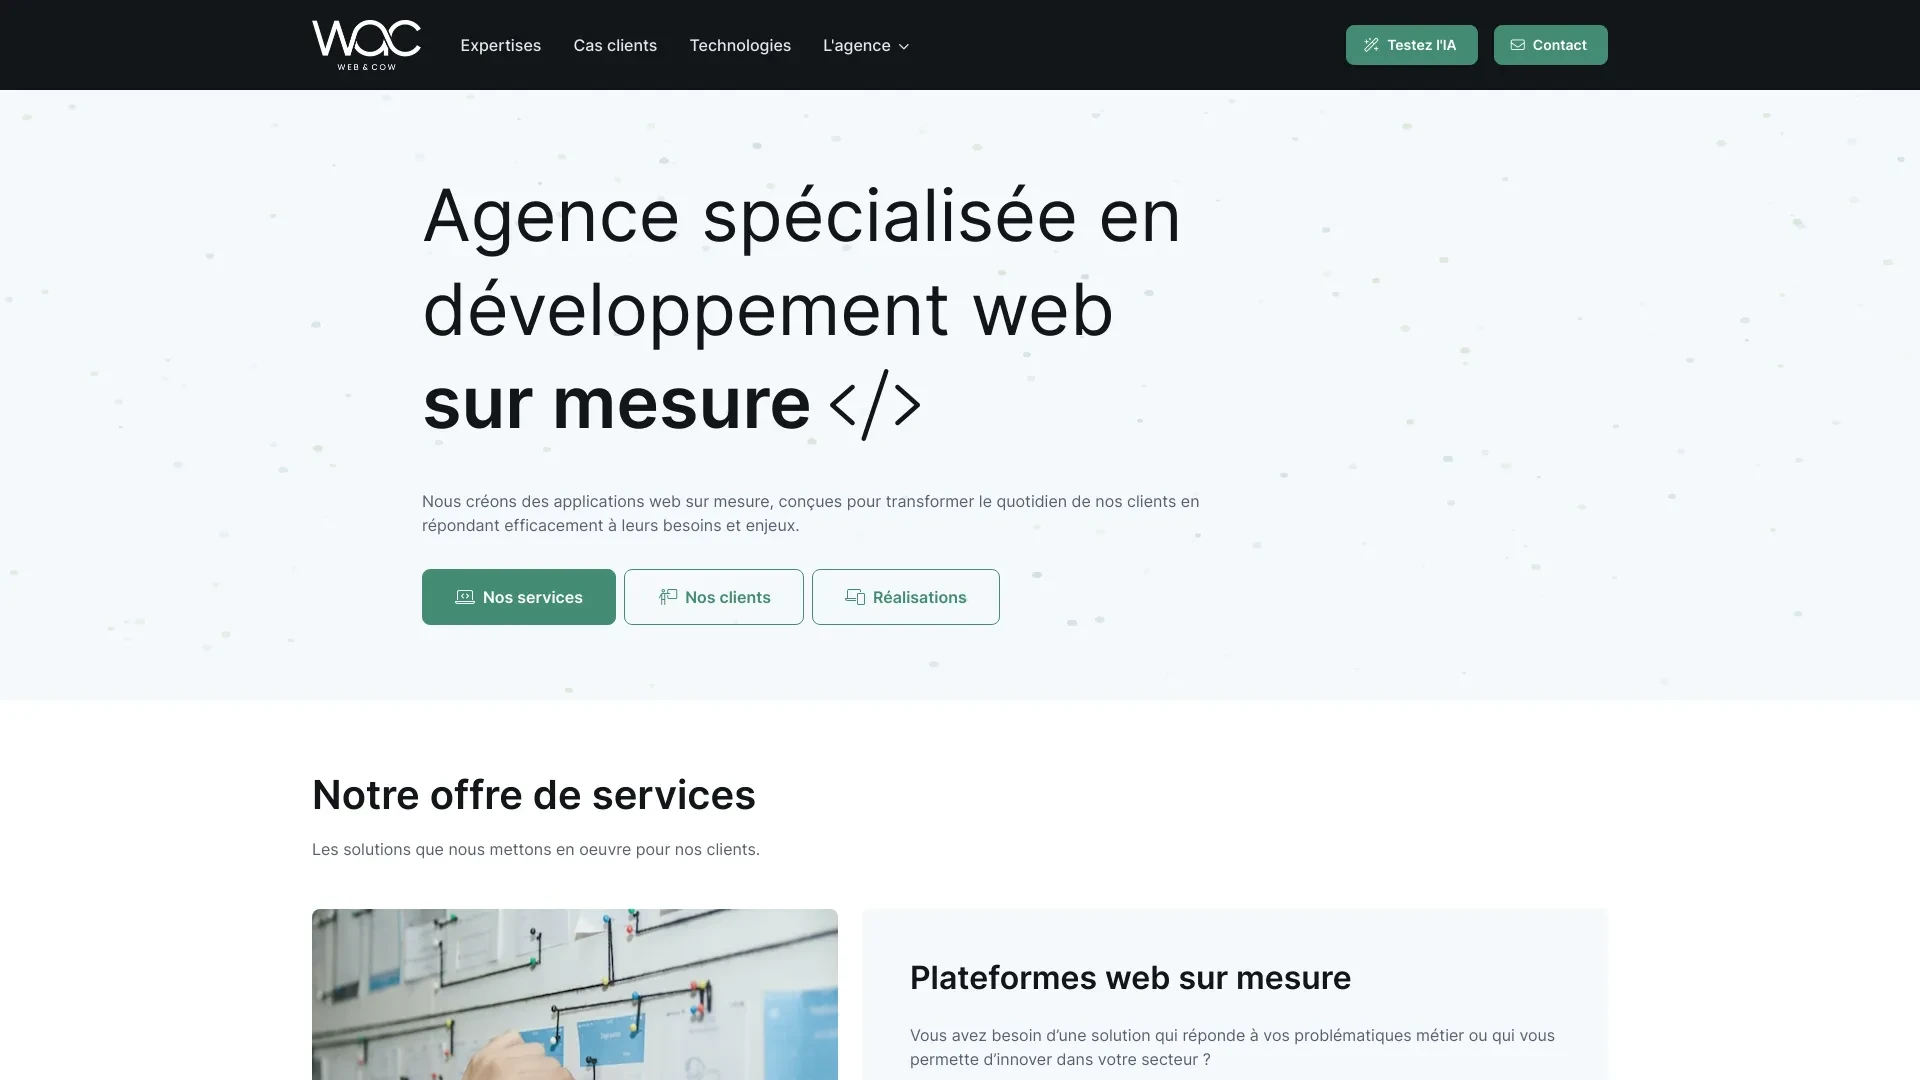 WAC
WEB & COW
Expertises
Cas clients
Technologies
L'agence
Testez l'IA
Contact
Agence spécialisée en
développement web
sur mesure </>
Nous créons des applications web sur mesure, conçues pour transformer le quotidien de nos clients en
répondant efficacement à leurs besoins et enjeux.
Nos services
Nos clients
Réalisations
Notre offre de services
Les solutions que nous mettons en oeuvre pour nos clients.
Plateformes web sur mesure
Vous avez besoin d’une solution qui réponde à vos problématiques métier ou qui vous
permette d’innover dans votre secteur ?